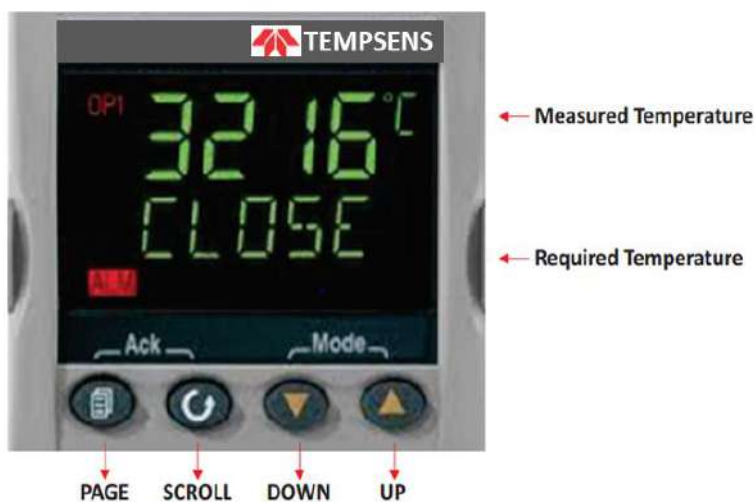 TEMPSENS
OP1 3216 °C
CLOSE
ALM
Measured Temperature
Required Temperature
Ack Mode
PAGE SCROLL DOWN UP